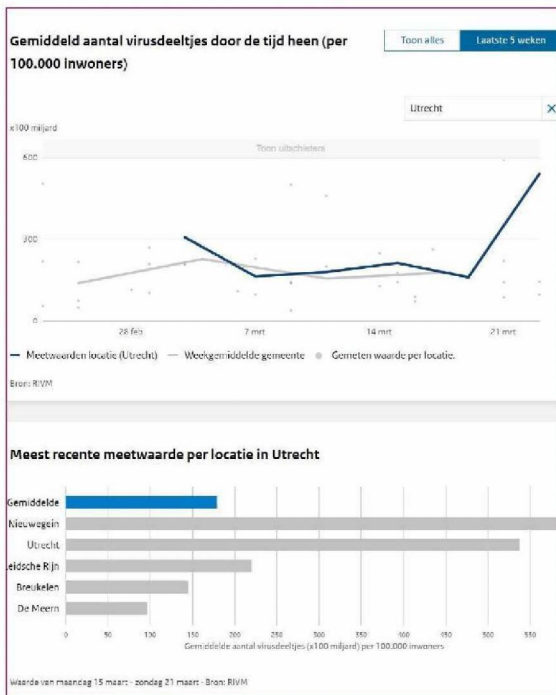 Gemiddeld aantal virusdeeltjes door de tijd heen (per
100.000 inwoners)
Toon alles
Laatste 5 weken
Utrecht
x100 miljard
Toon uitschieters
600
300
0
28 feb
7 mrt
14 mrt
21 mrt
Meetwaarden locatie (Utrecht)
Weekgemiddelde gemeente
Gemeten waarde per locatie.
Bron: RIVM
Meest recente meetwaarde per locatie in Utrecht
Gemiddelde
Nieuwegein
Utrecht
Leidsche Rijn
Breukelen
De Meern
0 50 100 150 200 250 300 350 400 450 500 550
Gemiddelde aantal virusdeeltjes (x100 miljard) per 100.000 inwoners
Waarde van maandag 15 maart - zondag 21 maart · Bron: RIVM